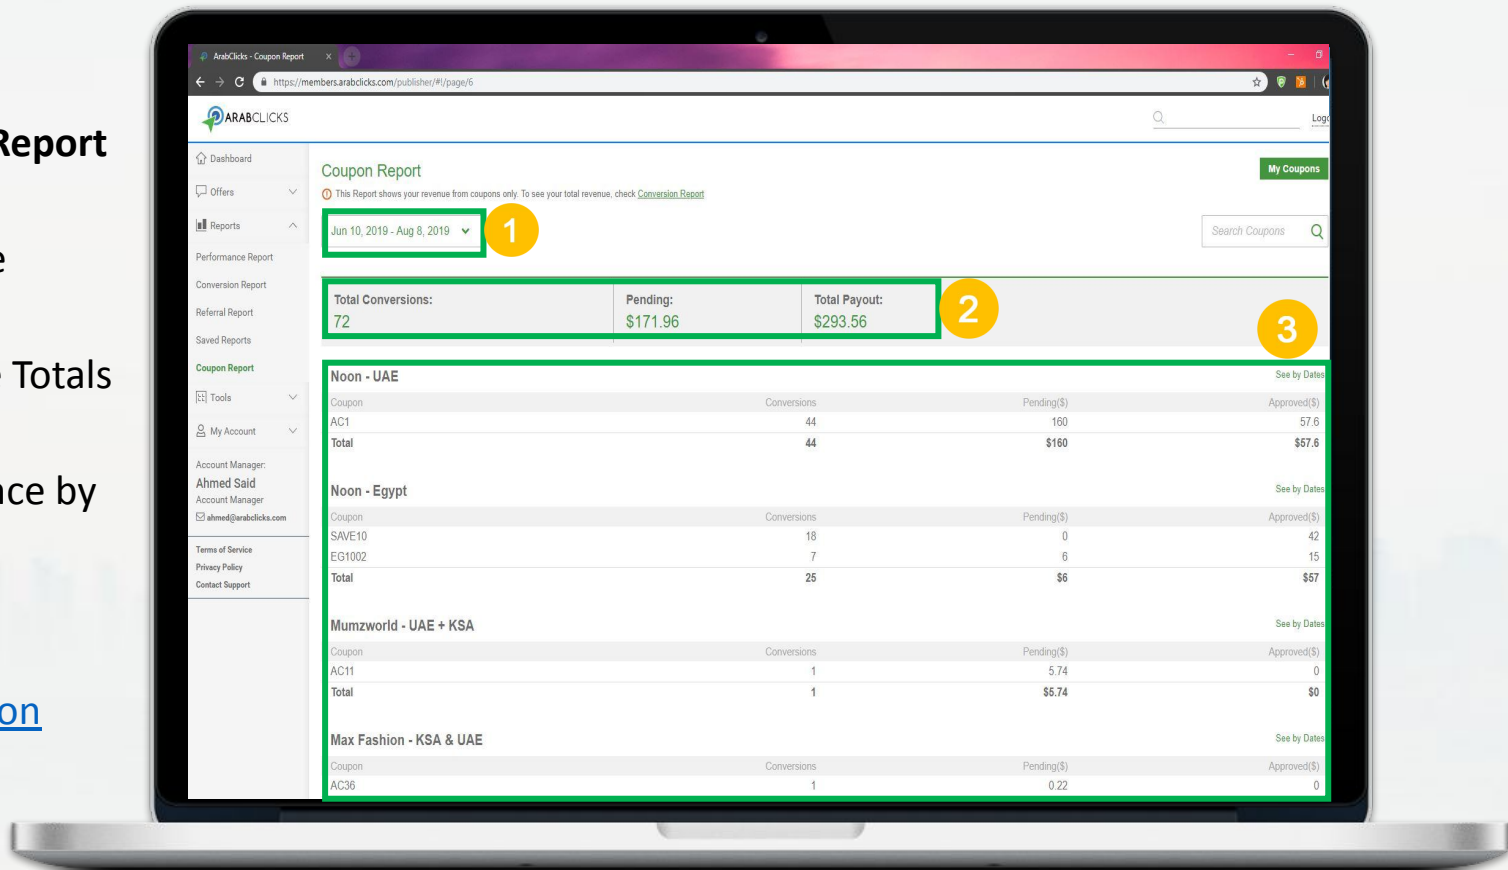 Report
e
Totals
nce by
on
ArabClicks - Coupon Report
https://members.arabclicks.com/publisher/#!/page/6
ARABCLICKS
Logo
Dashboard
Offers
Reports
Performance Report
Conversion Report
Referral Report
Saved Reports
Coupon Report
Tools
My Account
Account Manager:
Ahmed Said
Account Manager
ahmed@arabclicks.com
Terms of Service
Privacy Policy
Contact Support
Coupon Report
My Coupons
This Report shows your revenue from coupons only. To see your total revenue, check Conversion Report
Jun 10, 2019 - Aug 8, 2019
1
Search Coupons
Total Conversions: Pending: Total Payout:
72 $171.96 $293.56
2
3
Noon - UAE See by Dates
Coupon Conversions Pending($) Approved($)
AC1 44 160 57.6
Total 44 $160 $57.6
Noon - Egypt See by Dates
Coupon Conversions Pending($) Approved($)
SAVE10 18 0 42
EG1002 7 6 15
Total 25 $6 $57
Mumzworld - UAE + KSA See by Dates
Coupon Conversions Pending($) Approved($)
AC11 1 5.74 0
Total 1 $5.74 $0
Max Fashion - KSA & UAE See by Dates
Coupon Conversions Pending($) Approved($)
AC36 1 0.22 0